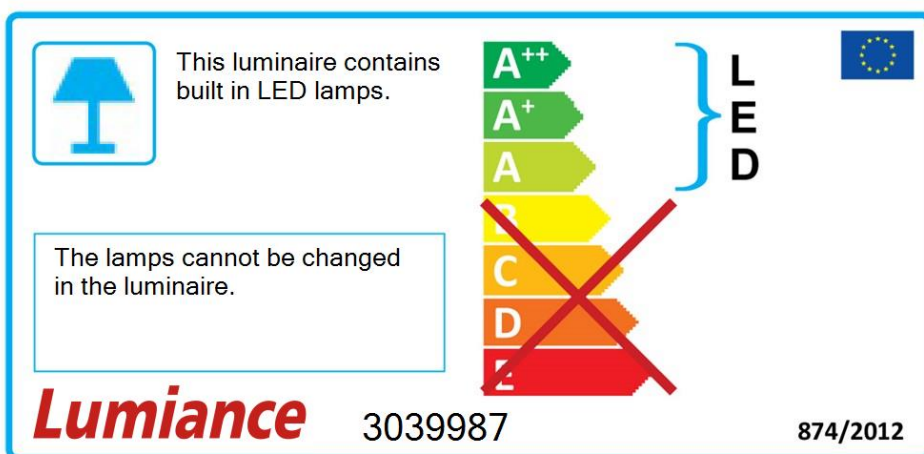 This luminaire contains
built in LED lamps.
A++
A+
A
B
C
D
E
L
E
D
The lamps cannot be changed
in the luminaire.
Lumiance
3039987
874/2012